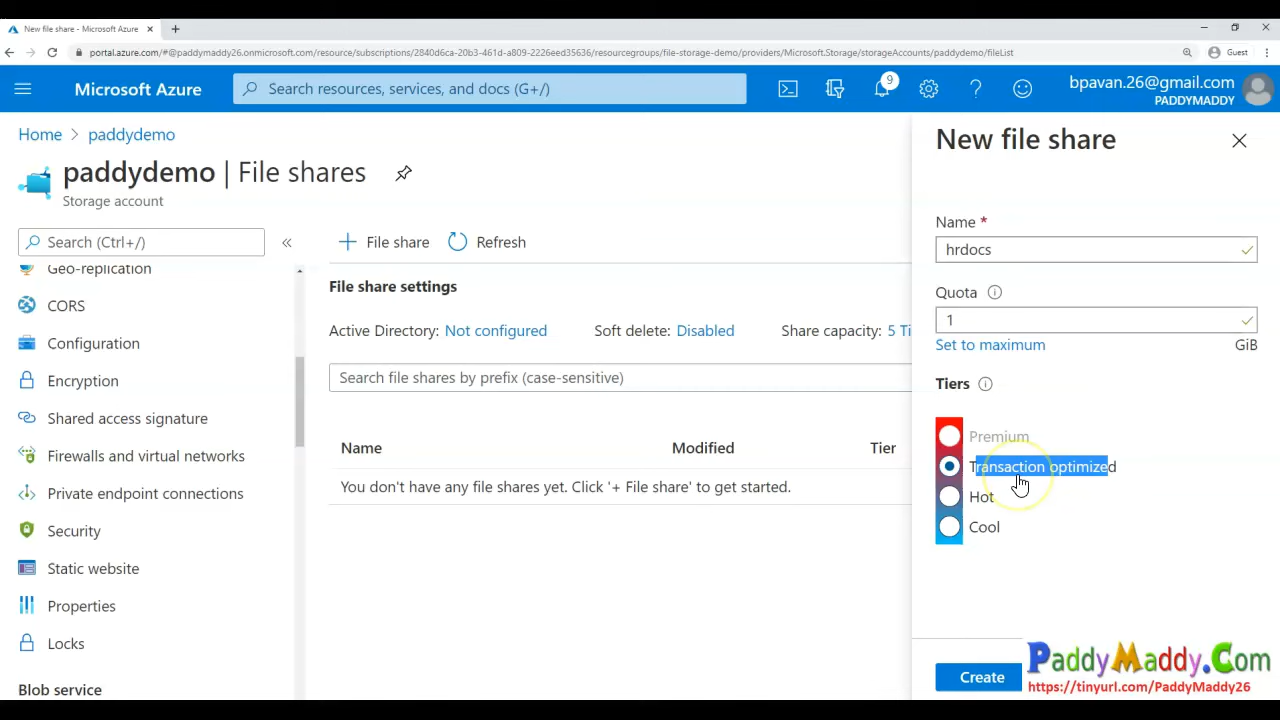 New file share - Microsoft Azure
portal.azure.com/#@paddymaddy26.onmicrosoft.com/resource/subscriptions/2840d6ca-20b3-461d-a809-2226eed35636/resourcegroups/file-storage-demo/providers/Microsoft.Storage/storageAccounts/paddydemo/fileList
Guest
Microsoft Azure
Search resources, services, and docs (G+/)
9
bpavan.26@gmail.com
PADDYMADDY
Home > paddydemo
paddydemo | File shares
Storage account
Search (Ctrl+/)
Geo-replication
CORS
Configuration
Encryption
Shared access signature
Firewalls and virtual networks
Private endpoint connections
Security
Static website
Properties
Locks
Blob service
File share
Refresh
File share settings
Active Directory: Not configured
Soft delete: Disabled
Share capacity: 5 Ti
Search file shares by prefix (case-sensitive)
Name Modified Tier
You don't have any file shares yet. Click '+ File share' to get started.
New file share
Name *
hrdocs
Quota
1
Set to maximum
GiB
Tiers
Premium
Transaction optimized
Hot
Cool
Create
PaddyMaddy.Com
https://tinyurl.com/PaddyMaddy26